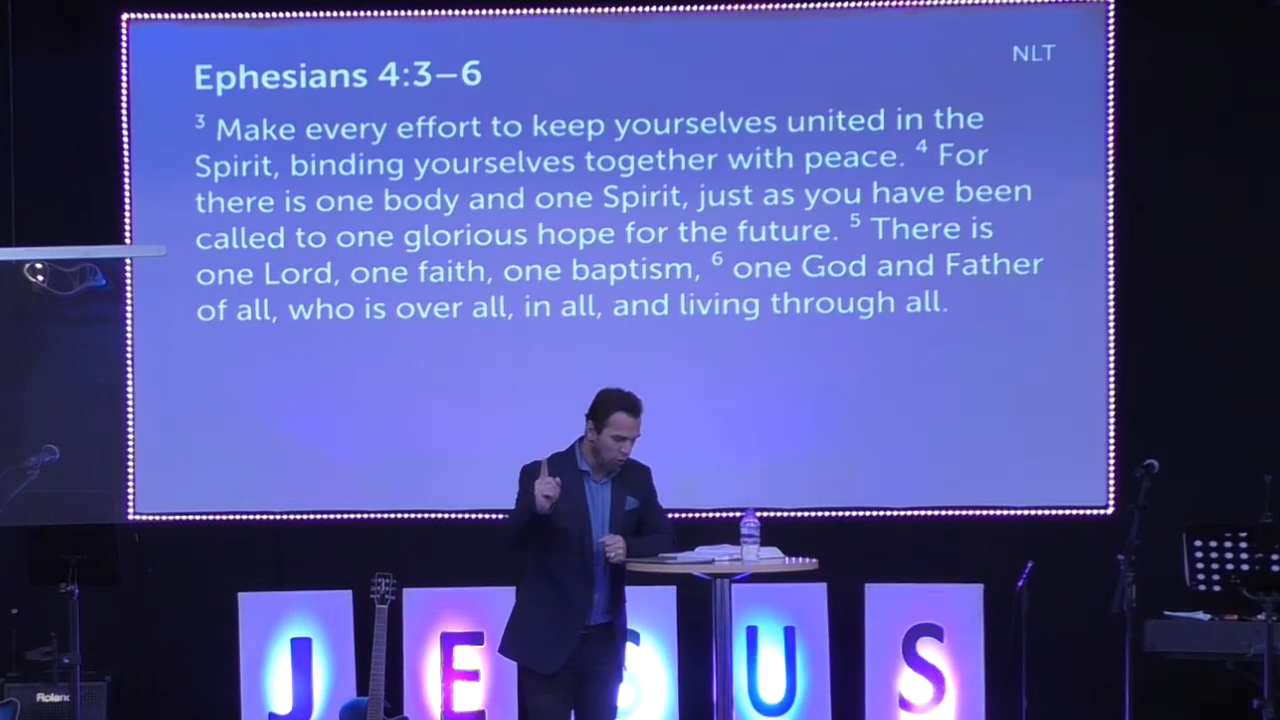 NLT
Ephesians 4:3–6
³ Make every effort to keep yourselves united in the
Spirit, binding yourselves together with peace. ⁴ For
there is one body and one Spirit, just as you have been
called to one glorious hope for the future. ⁵ There is
one Lord, one faith, one baptism, ⁶ one God and Father
of all, who is over all, in all, and living through all.
JESUS
Roland